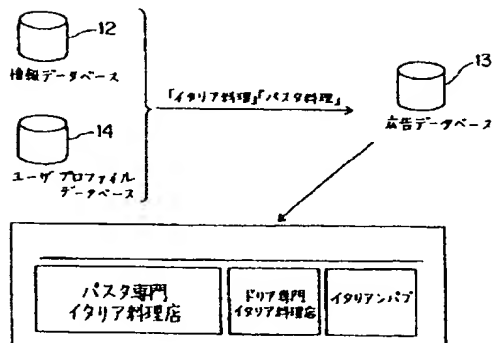 12
情報データベース
14
ユーザプロファイル
データベース
「イタリア料理」「パスタ料理」
13
広告データベース
パスタ専門
イタリア料理店
ドリア専門
イタリア料理店
イタリアンパブ